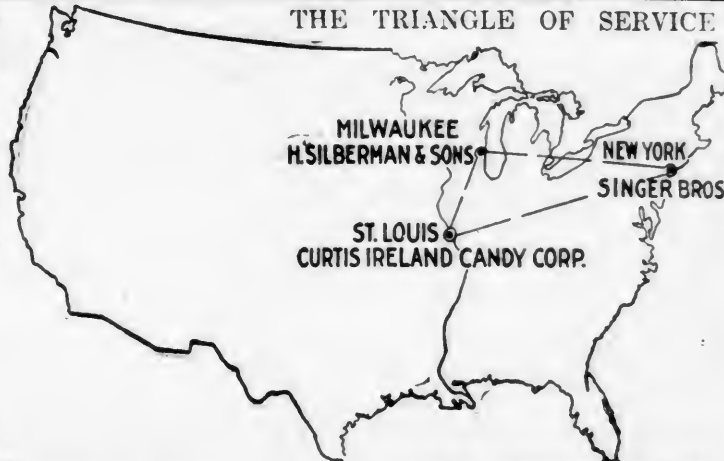 THE TRIANGLE OF SERVICE
MILWAUKEE
H. SILBERMAN & SONS
NEW YORK
SINGER BROS
ST. LOUIS
CURTIS IRELAND CANDY CORP.